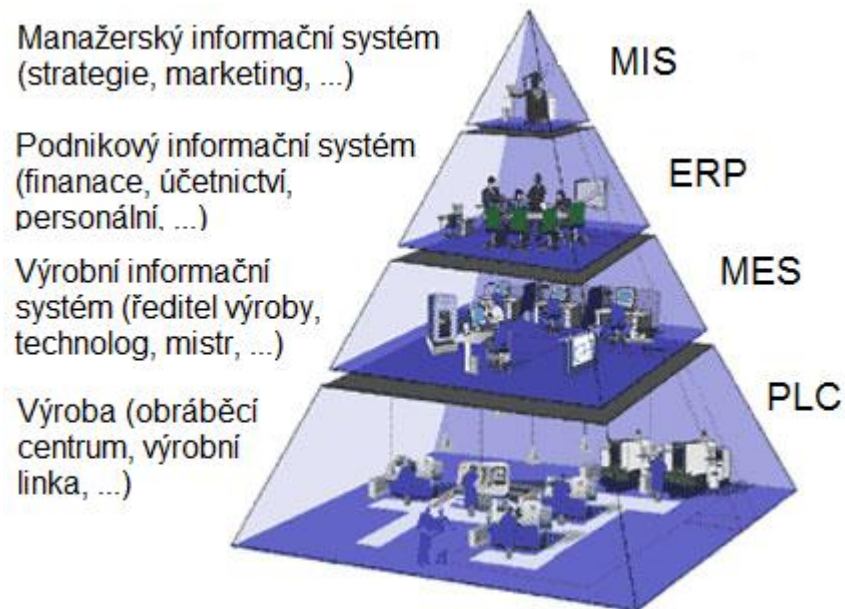 Manažerský informační systém
(strategie, marketing, ...)
MIS
Podnikový informační systém
(finanace, účetnictví,
personální, ...)
ERP
Výrobní informační
systém (ředitel výroby,
technolog, mistr, ...)
MES
Výroba (obráběcí
centrum, výrobní
linka, ...)
PLC